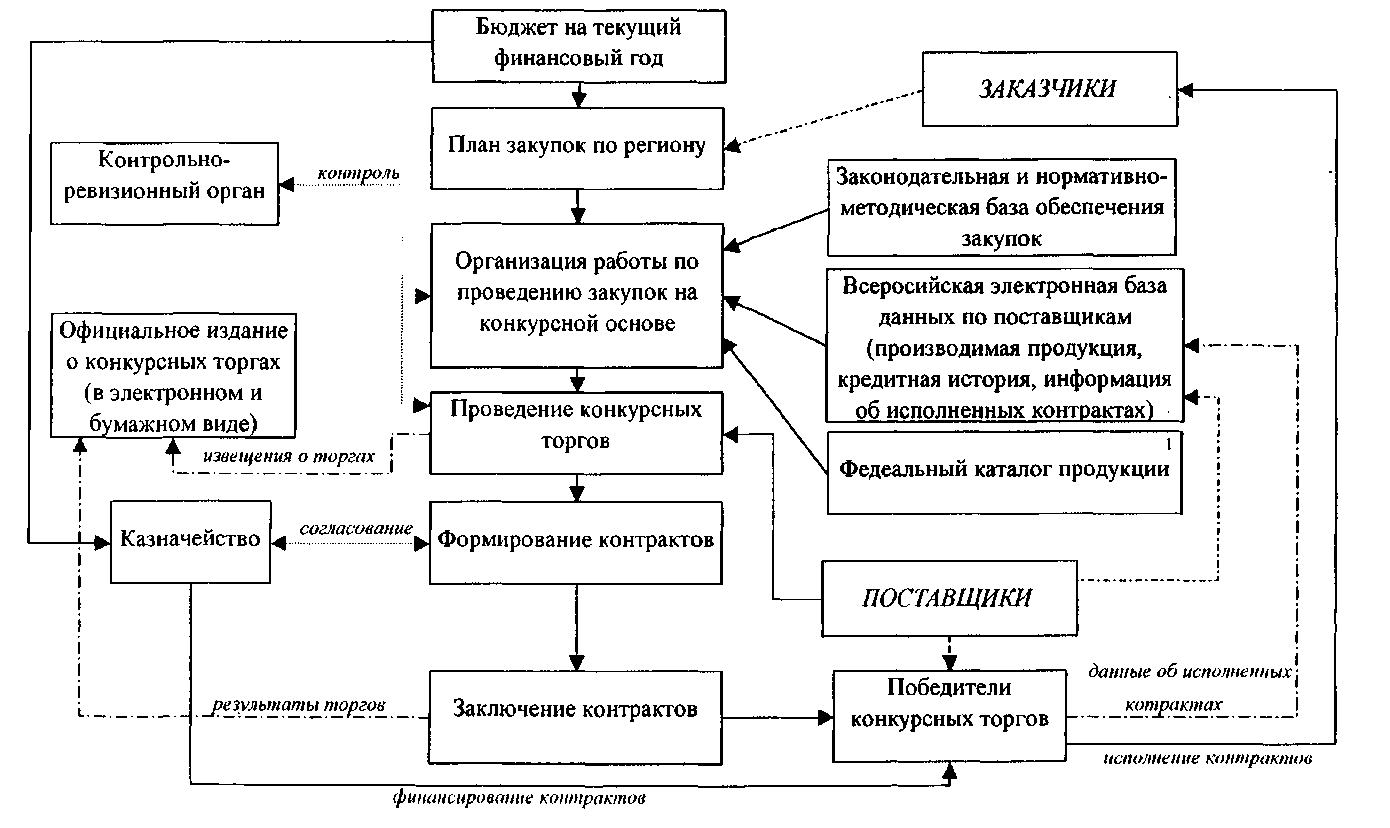 Бюджет на текущий
финансовый год
ЗАКАЗЧИКИ
План закупок по региону
Контрольно-
ревизионный орган
контроль
Законодательная и нормативно-
методическая база обеспечения
закупок
Организация работы по
проведению закупок на
конкурсной основе
Всеросийская электронная база
данных по поставщикам
(производимая продукция,
кредитная история, информация
об исполненных контрактах)
Официальное издание
о конкурсных торгах
(в электронном и
бумажном виде)
Проведение конкурсных
торгов
извещения о торгах
1
Федеальный каталог продукции
Казначейство
согласование
Формирование контрактов
ПОСТАВЩИКИ
результаты торгов
Заключение контрактов
Победители
конкурсных торгов
данные об исполненных
котрактах
исполнение контрактов
финансирование контрактов